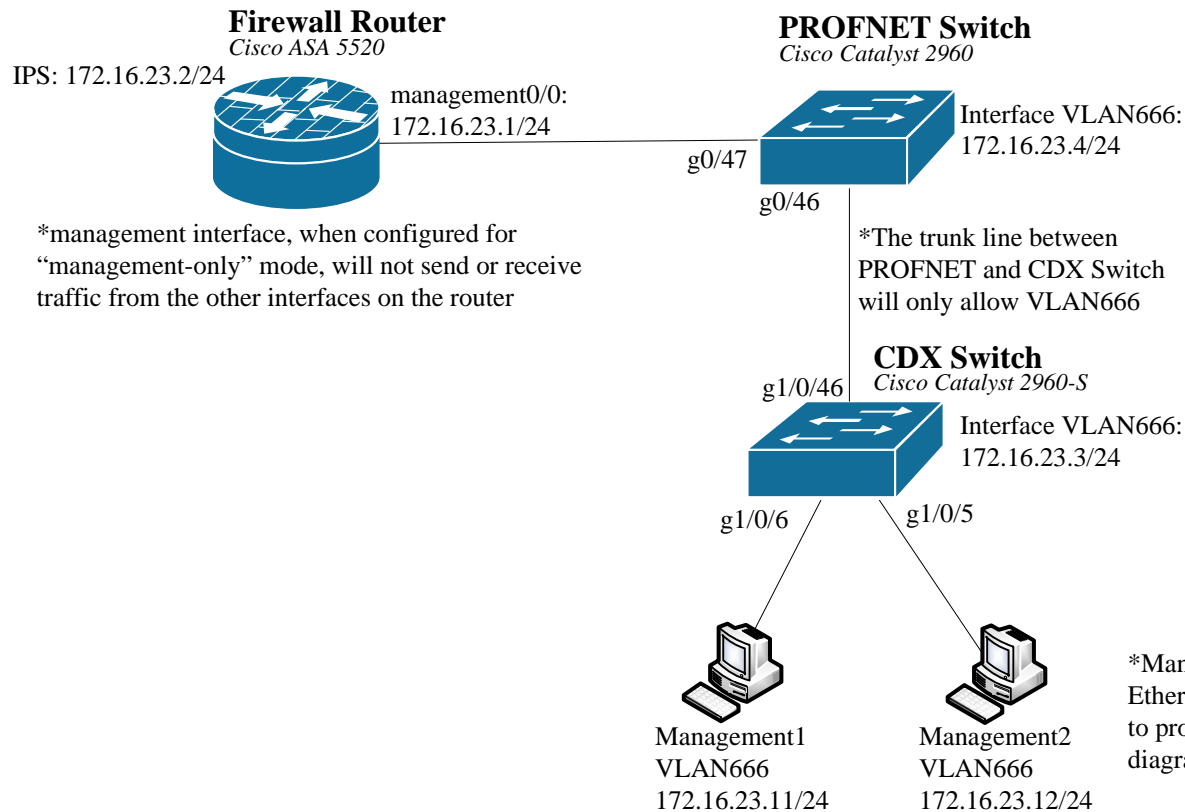 Firewall Router
Cisco ASA 5520
IPS: 172.16.23.2/24
management0/0:
172.16.23.1/24
*management interface, when configured for
“management-only” mode, will not send or receive
traffic from the other interfaces on the router
PROFNET Switch
Cisco Catalyst 2960
Interface VLAN666:
172.16.23.4/24
g0/47
g0/46
*The trunk line between
PROFNET and CDX Switch
will only allow VLAN666
CDX Switch
Cisco Catalyst 2960-S
g1/0/46
Interface VLAN666:
172.16.23.3/24
g1/0/6
g1/0/5
Management1
VLAN666
172.16.23.11/24
Management2
VLAN666
172.16.23.12/24
*Man
Ether
to pro
diagra